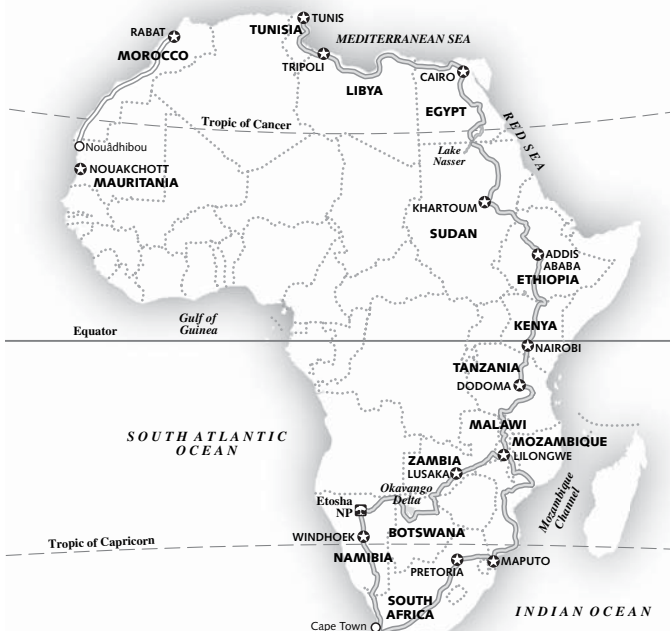 TUNIS
RABAT
TUNISIA
MEDITERRANEAN SEA
MOROCCO
TRIPOLI
CAIRO
LIBYA
EGYPT
RED SEA
Tropic of Cancer
Nouâdhibou
Lake
Nasser
NOUAKCHOTT
MAURITANIA
KHARTOUM
SUDAN
ADDIS
ABABA
ETHIOPIA
Gulf of
Guinea
KENYA
Equator
NAIROBI
TANZANIA
DODOMA
MALAWI
SOUTH ATLANTIC
OCEAN
MOZAMBIQUE
LILONGWE
ZAMBIA
LUSAKA
Okavango
Delta
Mozambique
Channel
Etosha
NP
WINDHOEK
BOTSWANA
Tropic of Capricorn
NAMIBIA
PRETORIA
MAPUTO
SOUTH
AFRICA
INDIAN OCEAN
Cape Town